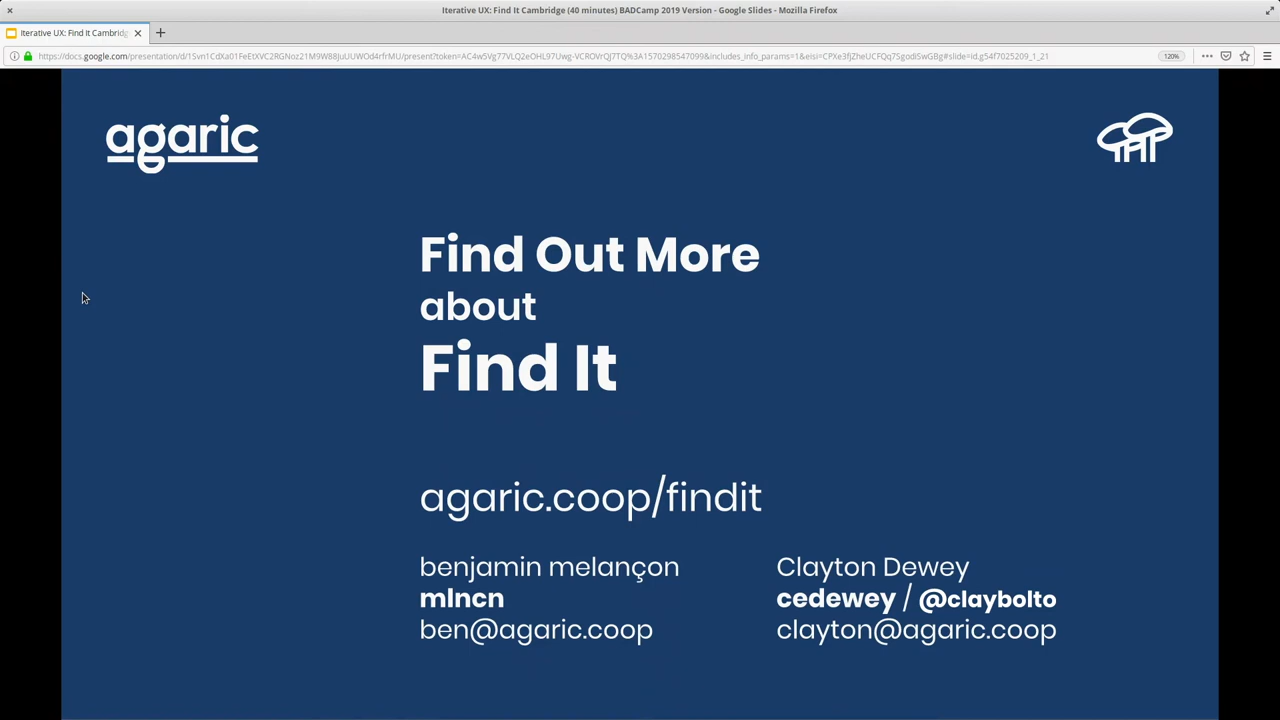 Iterative UX: Find It Cambridge (40 minutes) BADCamp 2019 Version - Google Slides - Mozilla Firefox
Iterative UX: Find It Cambridg
120%
agaric
Find Out More
about
Find It
agaric.coop/findit
benjamin melançon
mlncn
ben@agaric.coop
Clayton Dewey
cedewey / @claybolto
clayton@agaric.coop